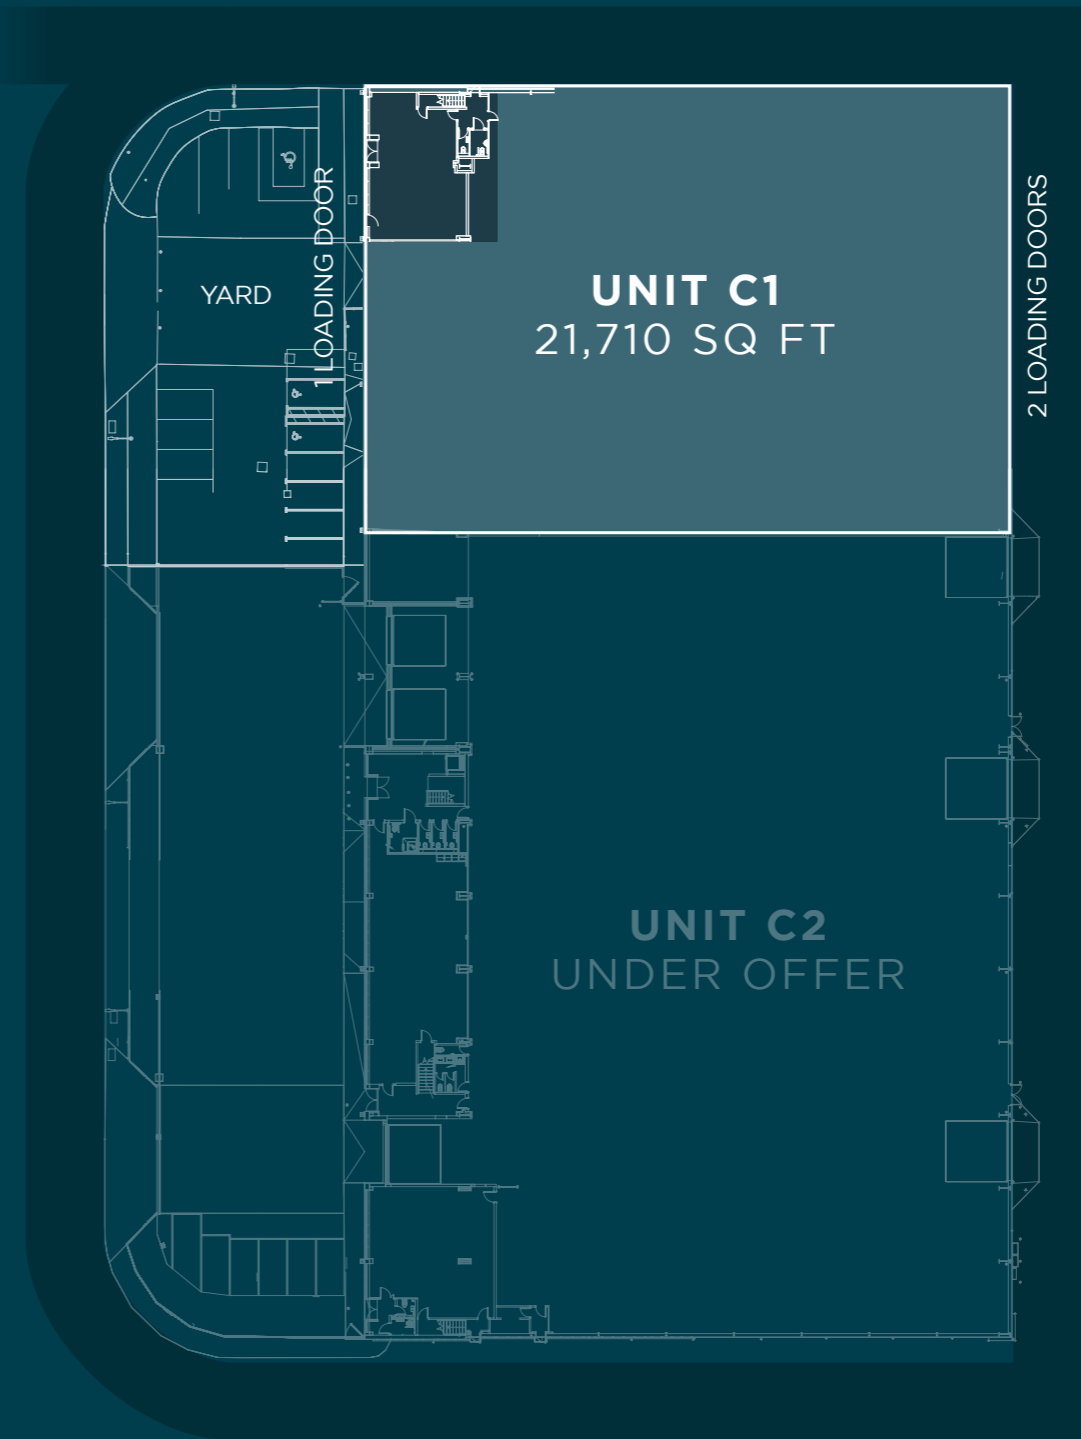 1 LOADING DOOR
YARD
UNIT C1
21,710 SQ FT
2 LOADING DOORS
UNIT C2
UNDER OFFER